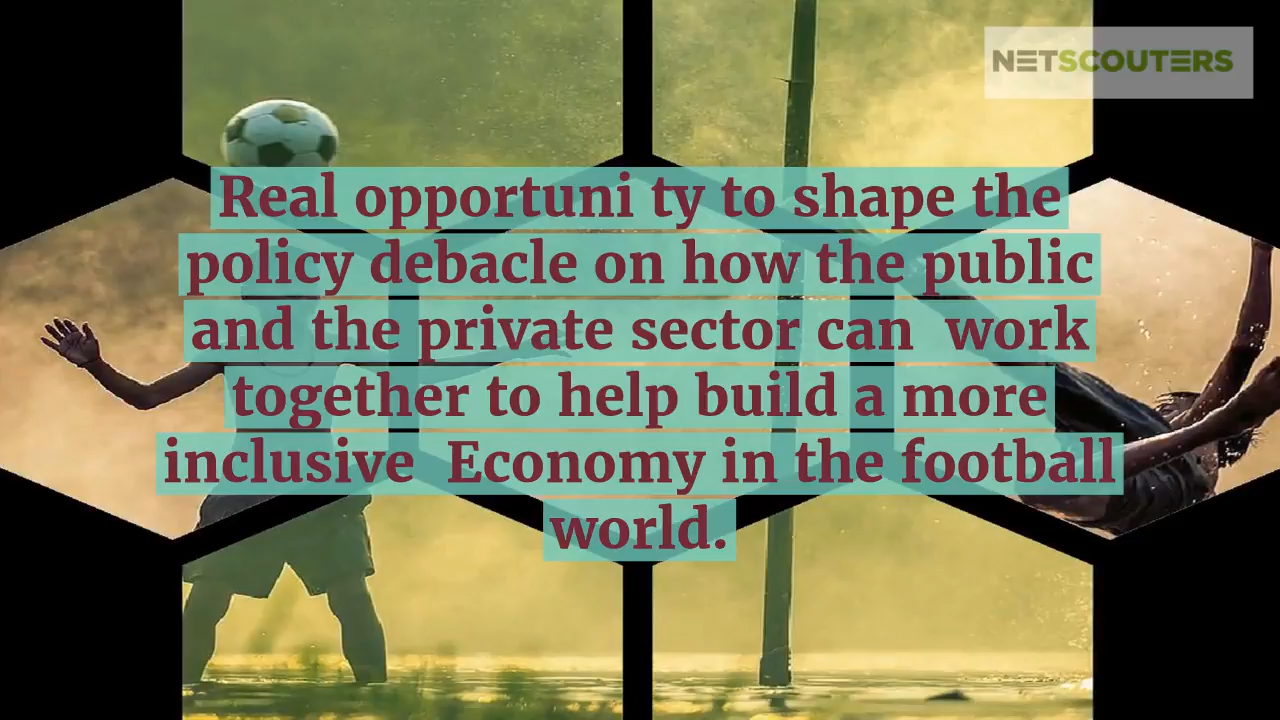 NETSCOUTERS
Real opportuni ty to shape the
policy debacle on how the public
and the private sector can  work
together to help build a more
inclusive  Economy in the football
world.